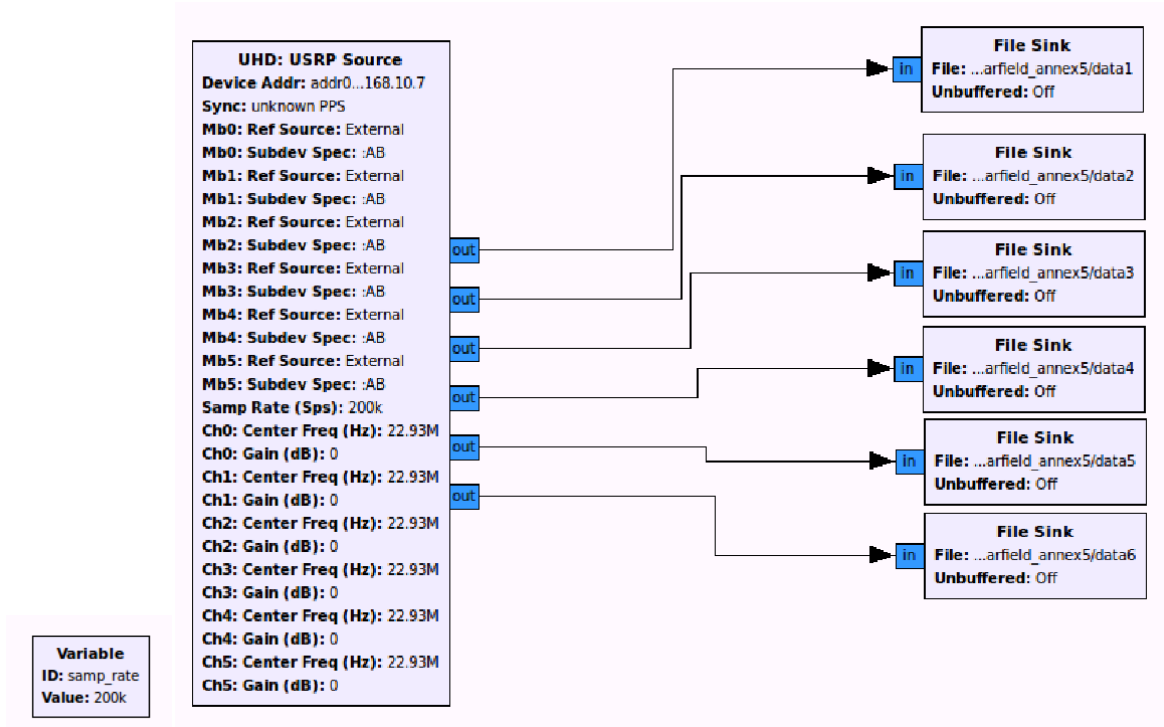 UHD: USRP Source
Device Addr: addr0...168.10.7
Sync: unknown PPS
Mb0: Ref Source: External
Mb0: Subdev Spec: :AB
Mb1: Ref Source: External
Mb1: Subdev Spec: :AB
Mb2: Ref Source: External
Mb2: Subdev Spec: :AB
Mb3: Ref Source: External
Mb3: Subdev Spec: :AB
Mb4: Ref Source: External
Mb4: Subdev Spec: :AB
Mb5: Ref Source: External
Mb5: Subdev Spec: :AB
Samp Rate (Sps): 200k
Ch0: Center Freq (Hz): 22.93M
Ch0: Gain (dB): 0
Ch1: Center Freq (Hz): 22.93M
Ch1: Gain (dB): 0
Ch2: Center Freq (Hz): 22.93M
Ch2: Gain (dB): 0
Ch3: Center Freq (Hz): 22.93M
Ch3: Gain (dB): 0
Ch4: Center Freq (Hz): 22.93M
Ch4: Gain (dB): 0
Ch5: Center Freq (Hz): 22.93M
Ch5: Gain (dB): 0
out
out
out
out
out
out
in
File Sink
File: ...arfield_annex5/data1
Unbuffered: Off
in
File Sink
File: ...arfield_annex5/data2
Unbuffered: Off
in
File Sink
File: ...arfield_annex5/data3
Unbuffered: Off
in
File Sink
File: ...arfield_annex5/data4
Unbuffered: Off
in
File Sink
File: ...arfield_annex5/data5
Unbuffered: Off
in
File Sink
File: ...arfield_annex5/data6
Unbuffered: Off
Variable
ID: samp_rate
Value: 200k